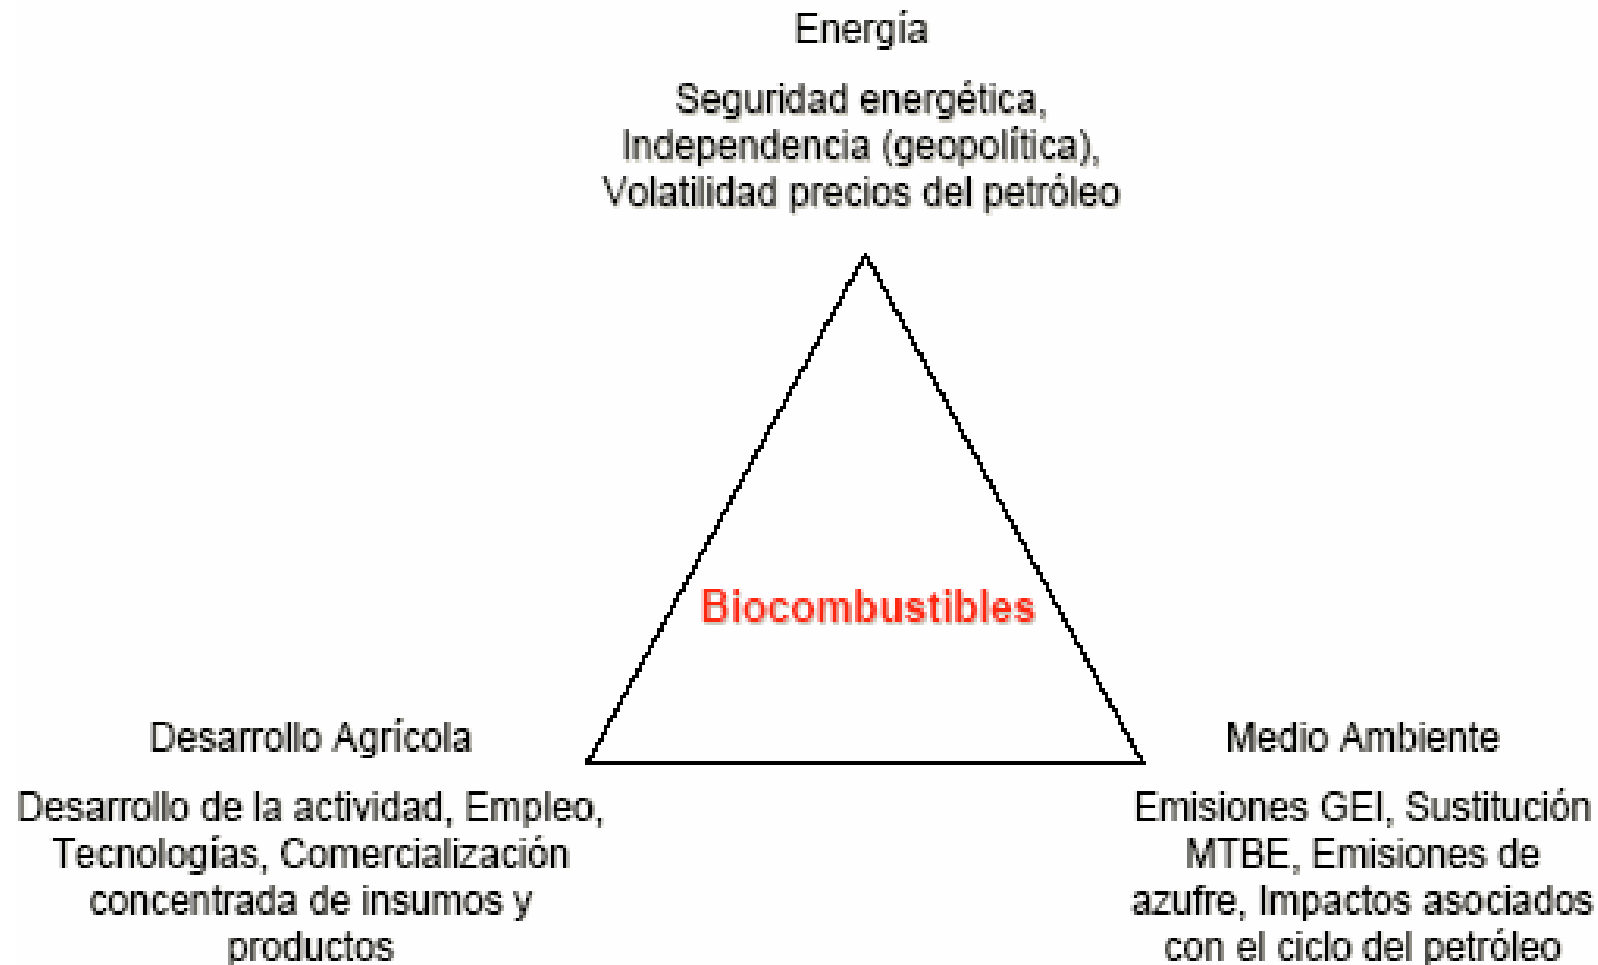 Energía
Seguridad energética,
Independencia (geopolítica),
Volatilidad precios del petróleo
Biocombustibles
Desarrollo Agrícola
Desarrollo de la actividad, Empleo,
Tecnologías, Comercialización
concentrada de insumos y
productos
Medio Ambiente
Emisiones GEI, Sustitución
MTBE, Emisiones de
azufre, Impactos asociados
con el ciclo del petróleo